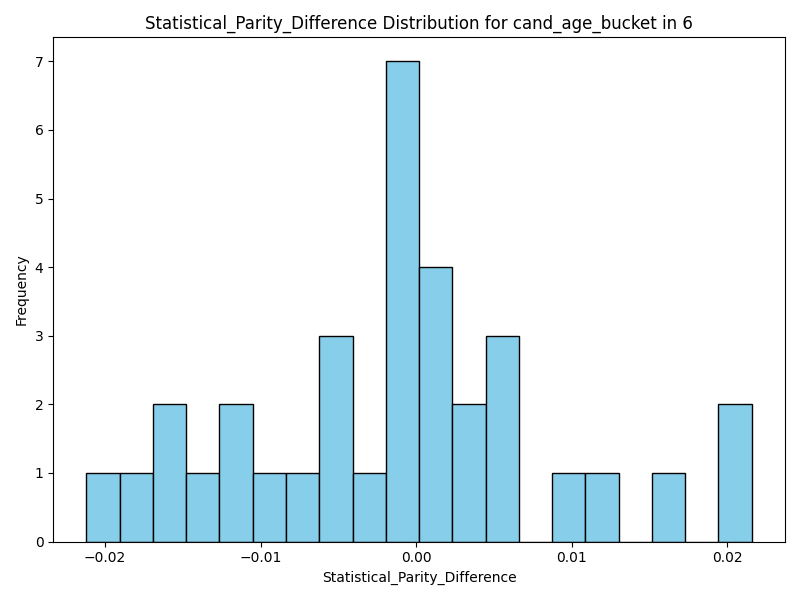 Statistical_Parity_Difference Distribution for cand_age_bucket in 6
7
6
5
4
3
2
1
0
Frequency
−0.02 −0.01 0.00 0.01 0.02
Statistical_Parity_Difference